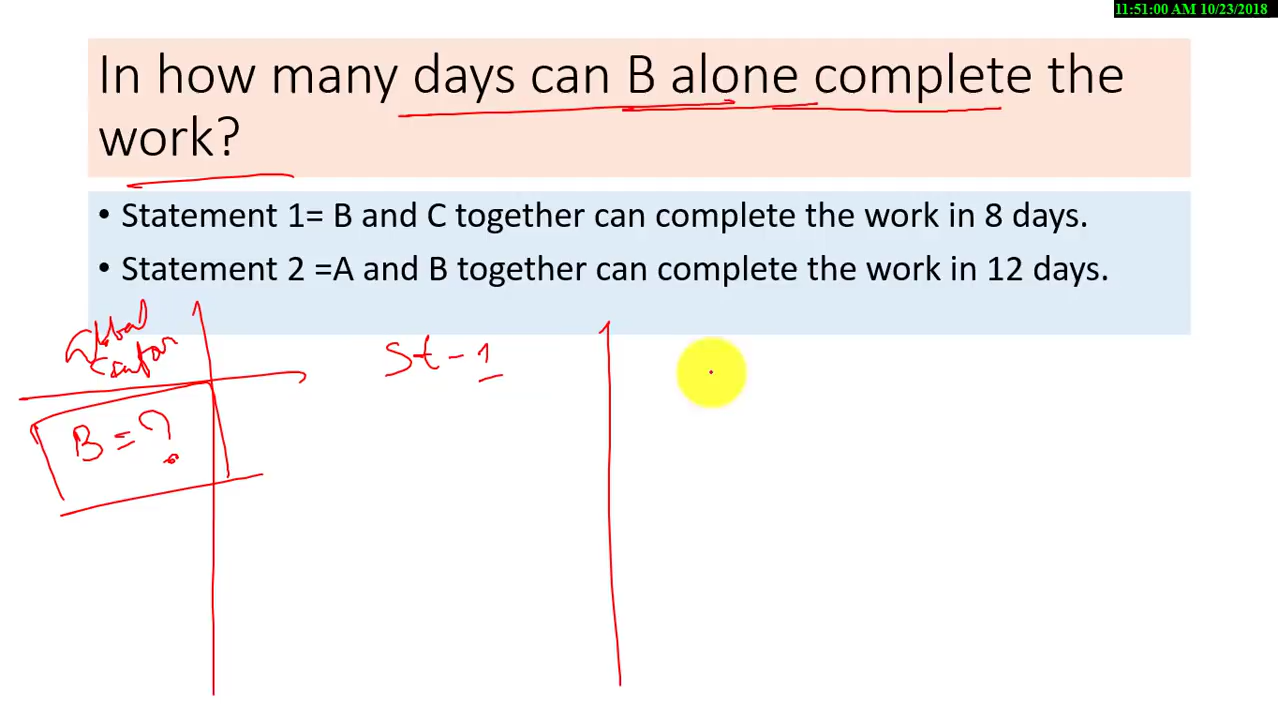 11:51:00 AM 10/23/2018
In how many days can B alone complete the
work?
• Statement 1= B and C together can complete the work in 8 days.
• Statement 2 =A and B together can complete the work in 12 days.
Global
St - 1
B = ?